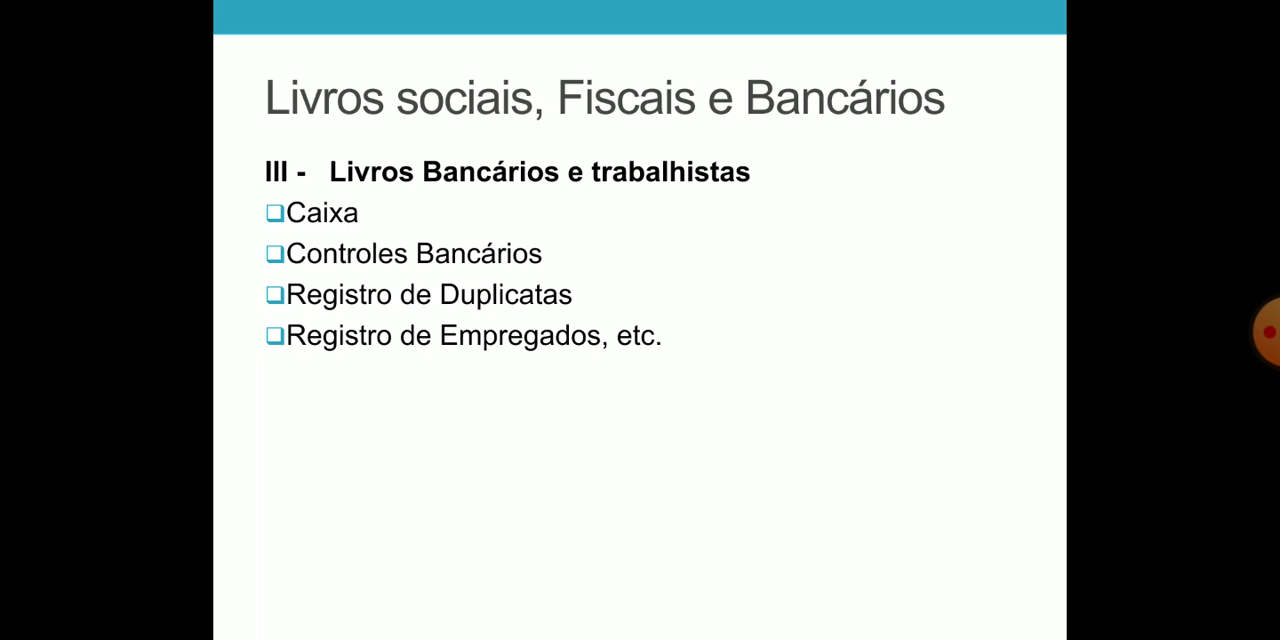 Livros sociais, Fiscais e Bancários
III - Livros Bancários e trabalhistas
Caixa
Controles Bancários
Registro de Duplicatas
Registro de Empregados, etc.